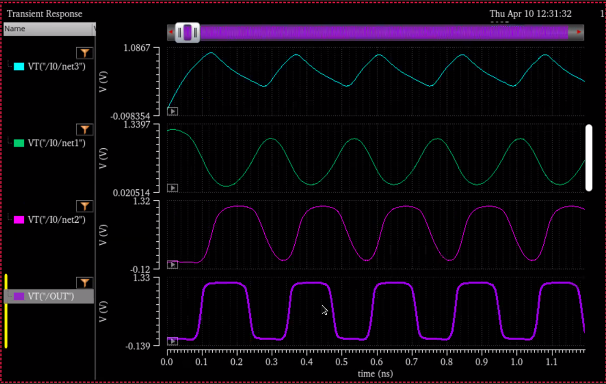 Transient Response
Thu Apr 10 12:31:32
1
Name
V
VT("/I0/net3")
V (V)
1.0867
-0.098354
VT("/I0/net1")
V (V)
1.3397
0.020514
VT("/I0/net2")
V (V)
1.32
-0.12
VT("/OUT")
V (V)
1.33
-0.139
0.0 0.1 0.2 0.3 0.4 0.5 0.6 0.7 0.8 0.9 1.0 1.1
time (ns)